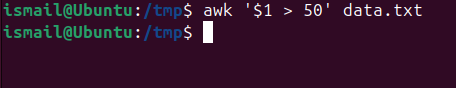 ismail@Ubuntu:/tmp$ awk '$1 > 50' data.txt
ismail@Ubuntu:/tmp$